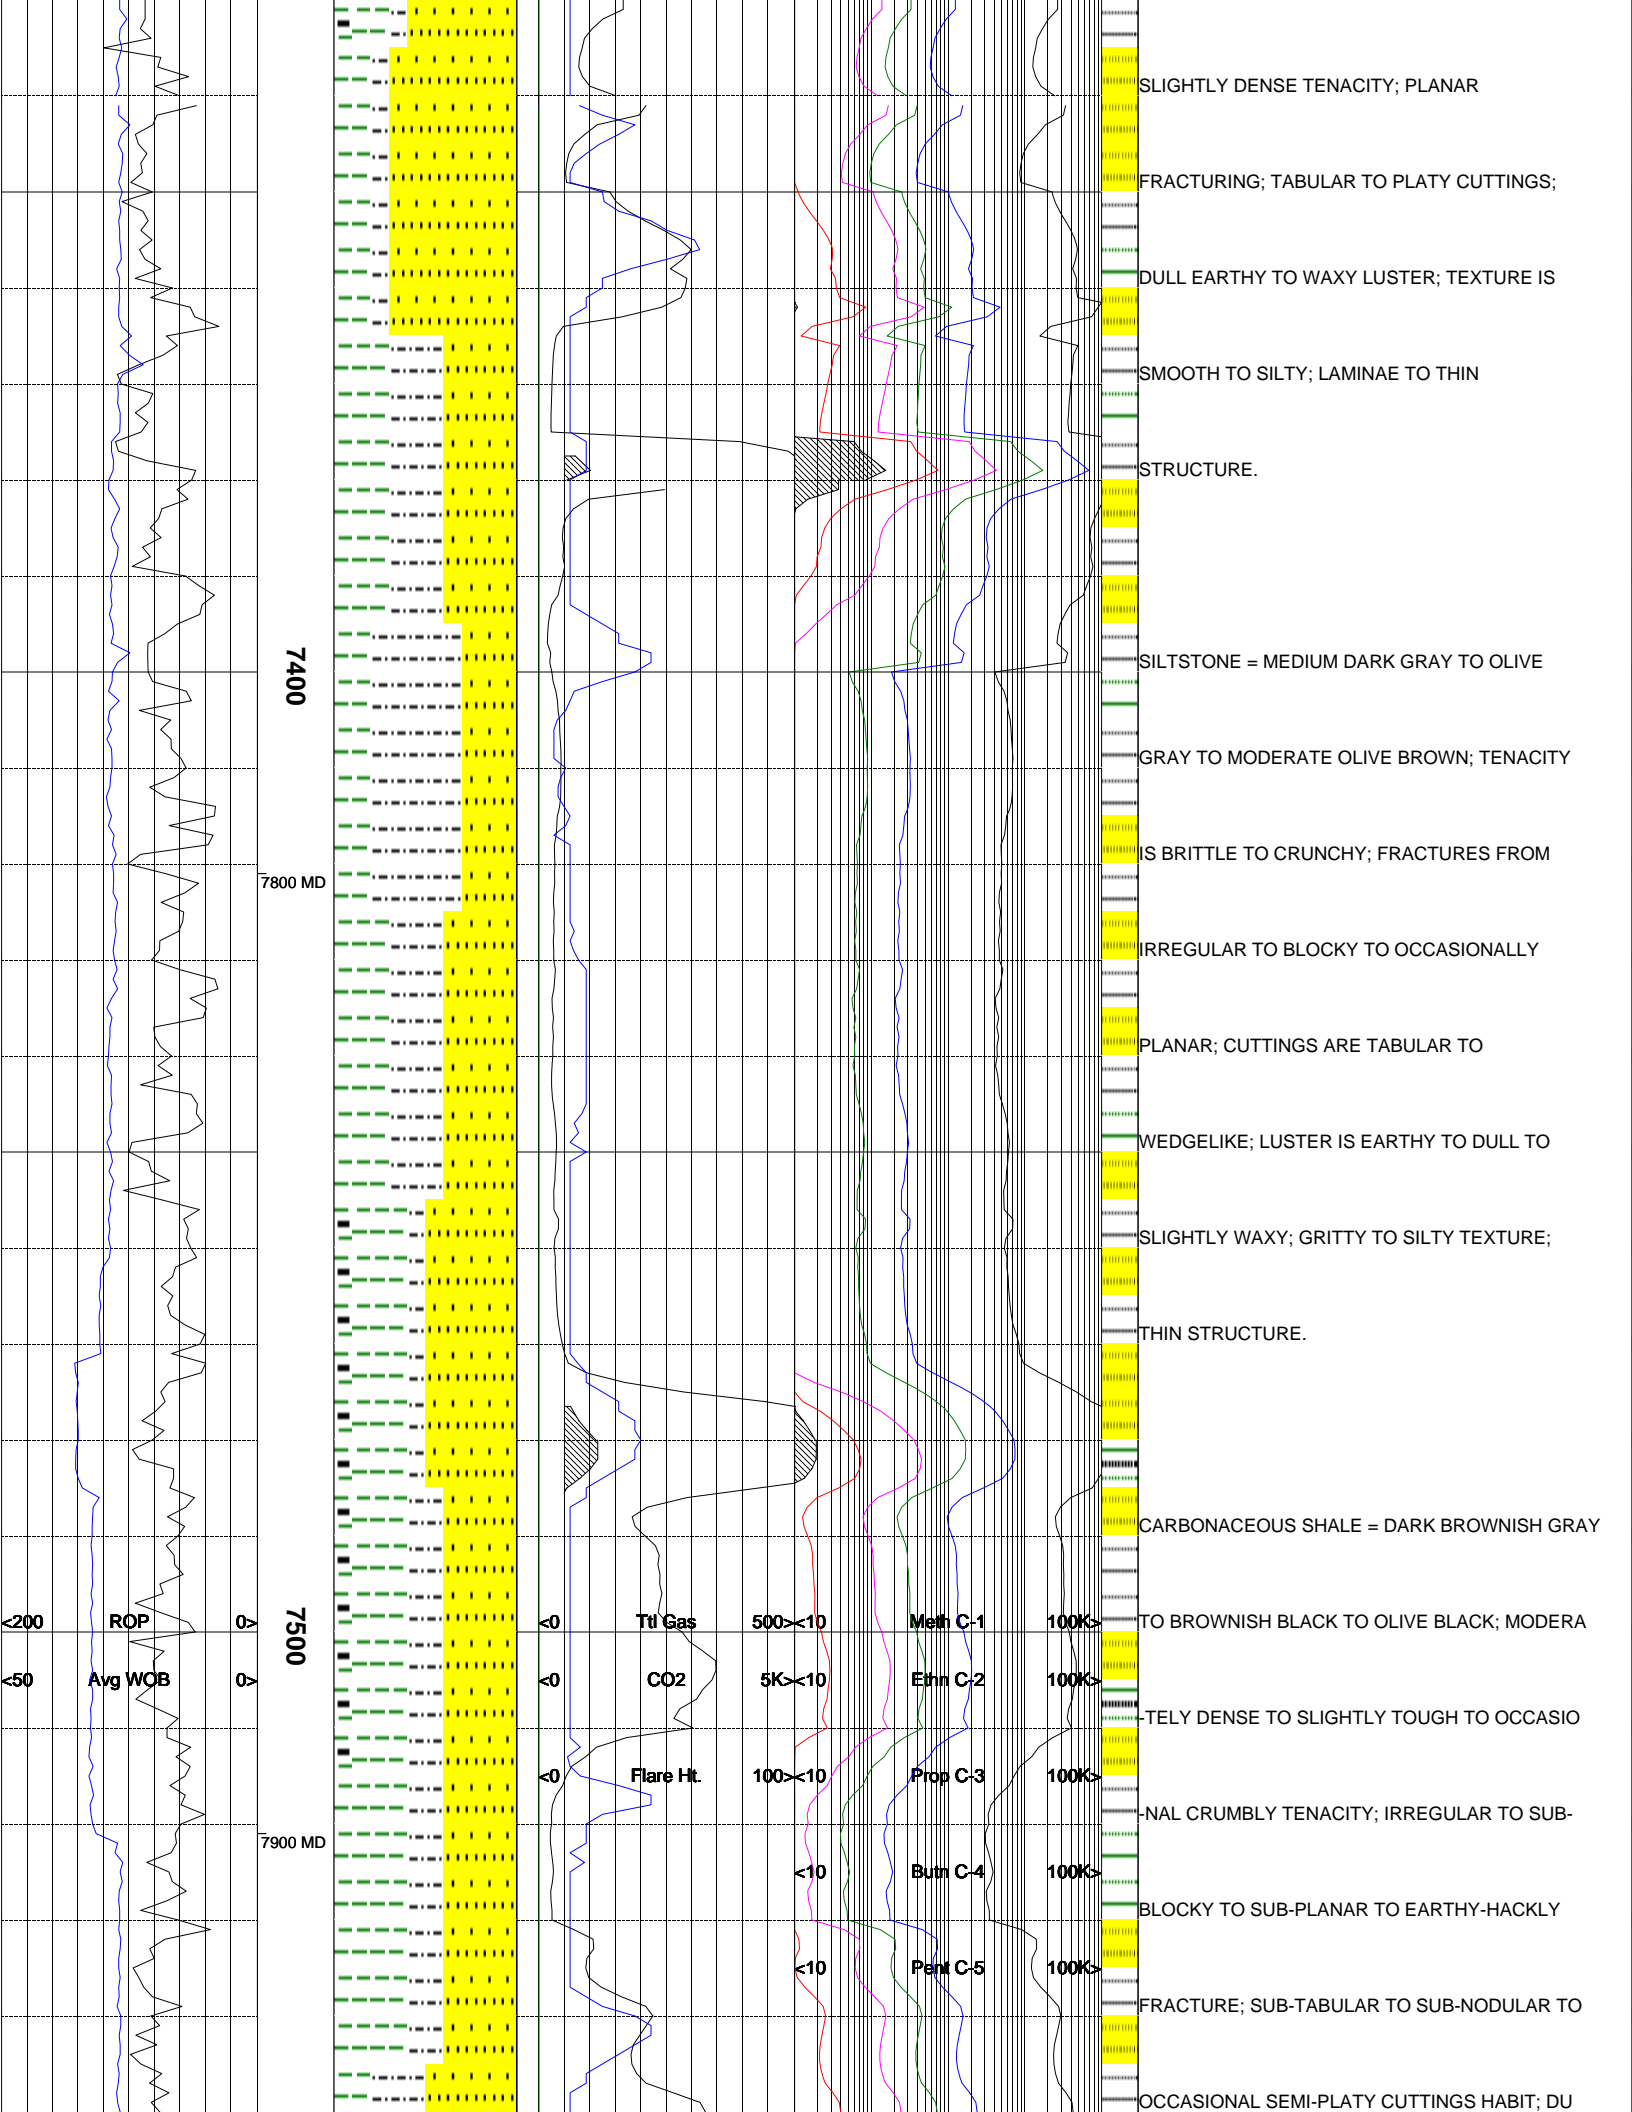 SLIGHTLY DENSE TENACITY; PLANAR
FRACTURING; TABULAR TO PLATY CUTTINGS;
DULL EARTHY TO WAXY LUSTER; TEXTURE IS
SMOOTH TO SILTY; LAMINAE TO THIN
STRUCTURE.
7400
SILTSTONE = MEDIUM DARK GRAY TO OLIVE
GRAY TO MODERATE OLIVE BROWN; TENACITY
IS BRITTLE TO CRUNCHY; FRACTURES FROM
7800 MD
IRREGULAR TO BLOCKY TO OCCASIONALLY
PLANAR; CUTTINGS ARE TABULAR TO
WEDGELIKE; LUSTER IS EARTHY TO DULL TO
SLIGHTLY WAXY; GRITTY TO SILTY TEXTURE;
THIN STRUCTURE.
CARBONACEOUS SHALE = DARK BROWNISH GRAY
7500
<200 ROP 0> <0 Ttl Gas 500> <10 Meth C-1 100K> TO BROWNISH BLACK TO OLIVE BLACK; MODERA
<50 Avg WOB 0> <0 CO2 5K> <10 Ethn C-2 100K>
-TELY DENSE TO SLIGHTLY TOUGH TO OCCASIO
<0 Flare Ht. 100> <10 Prop C-3 100K>
-NAL CRUMBLY TENACITY; IRREGULAR TO SUB-
7900 MD
<10 Butn C-4 100K>
BLOCKY TO SUB-PLANAR TO EARTHY-HACKLY
<10 Pent C-5 100K>
FRACTURE; SUB-TABULAR TO SUB-NODULAR TO
OCCASIONAL SEMI-PLATY CUTTINGS HABIT; DU